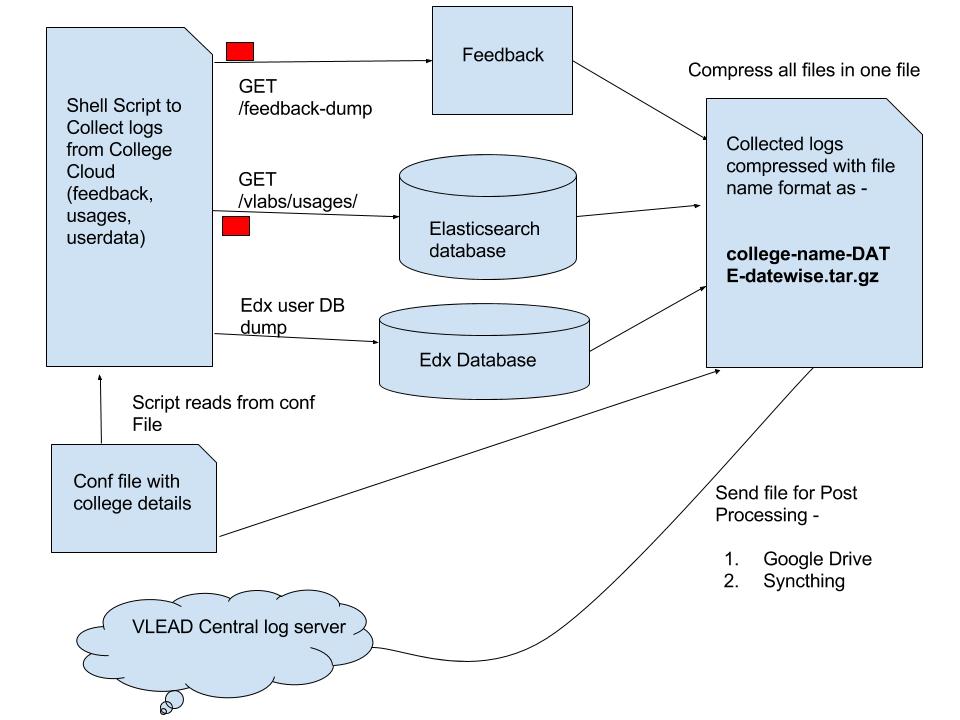 Shell Script to
Collect logs
from College
Cloud
(feedback,
usages,
userdata)
GET
/feedback-dump
Feedback
GET
/vlabs/usages/
Elasticsearch
database
Edx user DB
dump
Edx Database
Compress all files in one file
Collected logs
compressed with file
name format as -
college-name-DAT
E-datewise.tar.gz
Script reads from conf
File
Conf file with
college details
Send file for Post
Processing -
1. Google Drive
2. Syncthing
VLEAD Central log server